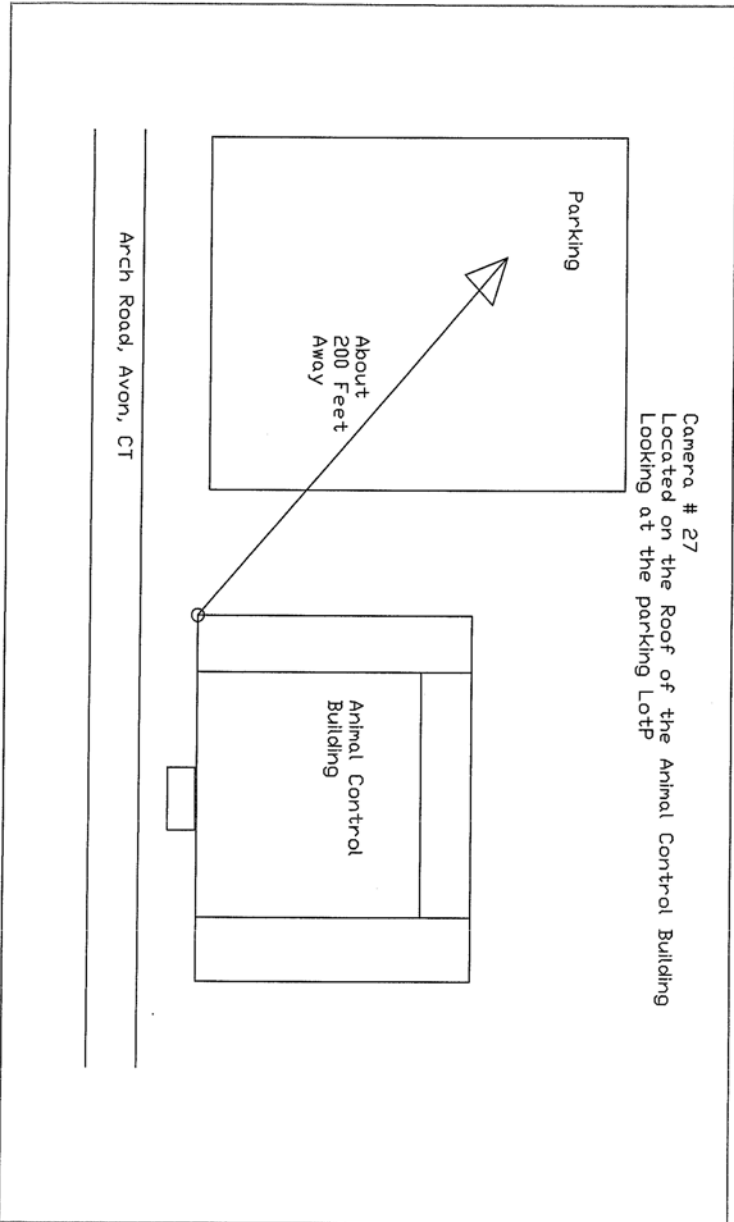 Camera # 27
Located on the Roof of the Animal Control Building
Looking at the parking LotP
Parking
About
200 Feet
Away
Animal Control
Building
Arch Road, Avon, CT